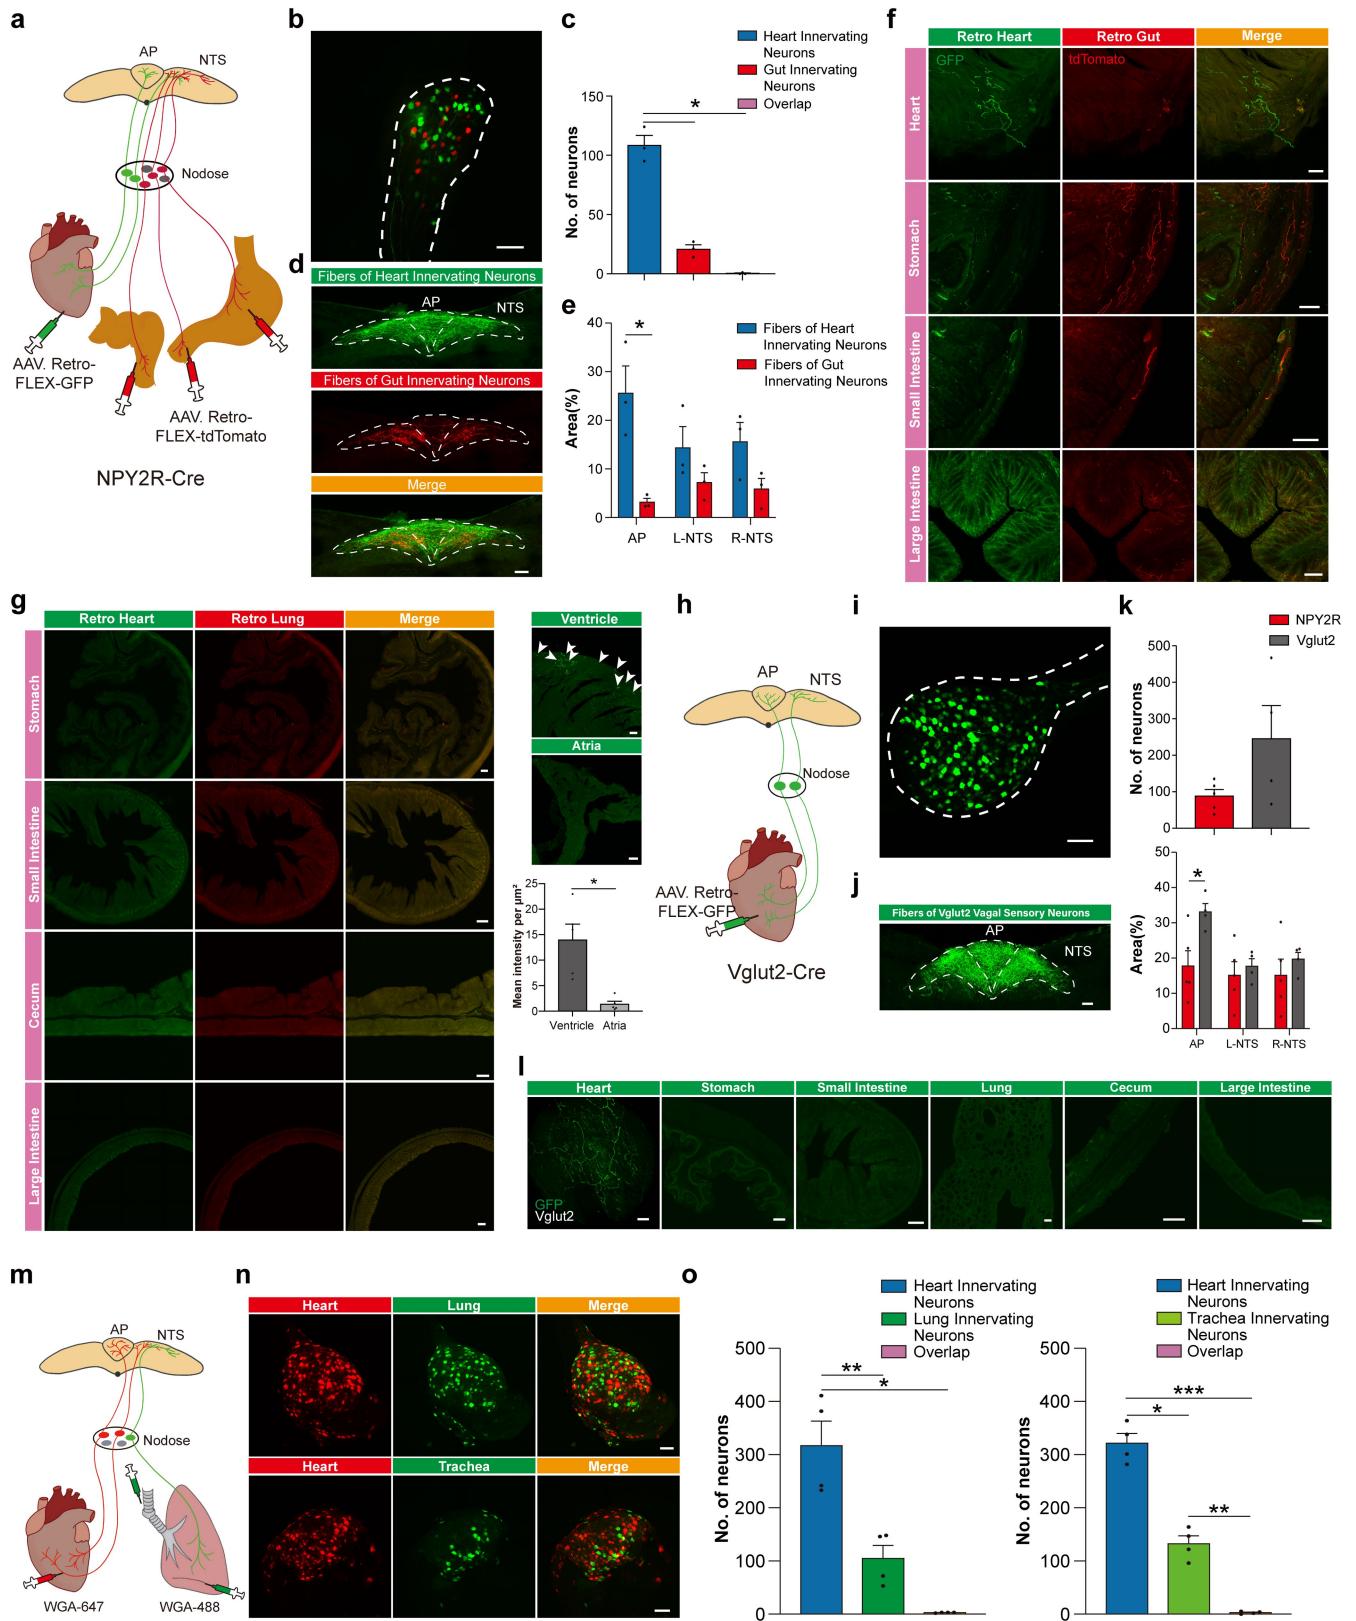 a
AP
NTS
Nodose
AAV. Retro-
FLEX-GFP
AAV. Retro-
FLEX-tdTomato
NPY2R-Cre
b
c
Heart Innervating
Neurons
Gut Innervating
Neurons
Overlap
No. of neurons
150
100
50
0
*
d
Fibers of Heart Innervating Neurons
AP
NTS
Fibers of Gut Innervating Neurons
Merge
e
Fibers of Heart
Innervating Neurons
Fibers of Gut
Innervating Neurons
Area(%)
40
30
20
10
0
*
AP
L-NTS
R-NTS
f
Retro Heart
Retro Gut
Merge
GFP
tdTomato
Heart
Stomach
Small Intestine
Large Intestine
g
Retro Heart
Retro Lung
Merge
Stomach
Small Intestine
Cecum
Large Intestine
Ventricle
Atria
Mean intensity per µm²
25
20
15
10
5
0
*
Ventricle
Atria
h
AP
NTS
Nodose
AAV. Retro-
FLEX-GFP
Vglut2-Cre
i
j
Fibers of Vglut2 Vagal Sensory Neurons
AP
NTS
k
NPY2R
Vglut2
No. of neurons
500
400
300
200
100
0
Area(%)
50
40
30
20
10
0
*
AP
L-NTS
R-NTS
l
Heart
Stomach
Small Intestine
Lung
Cecum
Large Intestine
GFP
Vglut2
m
AP
NTS
Nodose
WGA-647
WGA-488
n
Heart
Lung
Merge
Heart
Trachea
Merge
o
Heart Innervating
Neurons
Lung Innervating
Neurons
Overlap
No. of neurons
500
400
300
200
100
0
**
*
Heart Innervating
Neurons
Trachea Innervating
Neurons
Overlap
No. of neurons
500
400
300
200
100
0
***
*
**